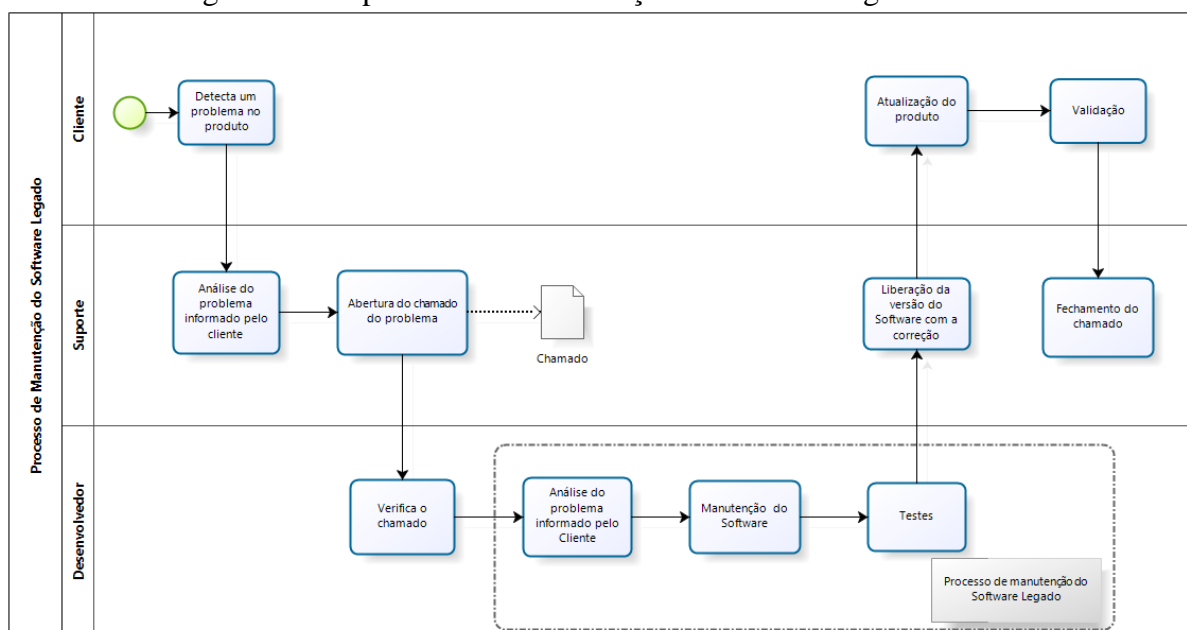 Processo de Manutenção do Software Legado
Cliente
Detecta um
problema no
produto
Atualização do
produto
Validação
Suporte
Análise do
problema
informado pelo
cliente
Abertura do chamado
do problema
Chamado
Liberação da
versão do
Software com a
correção
Fechamento do
chamado
Desenvolvedor
Verifica o
chamado
Análise do
problema
informado pelo
Cliente
Manutenção do
Software
Testes
Processo de manutenção do
Software Legado